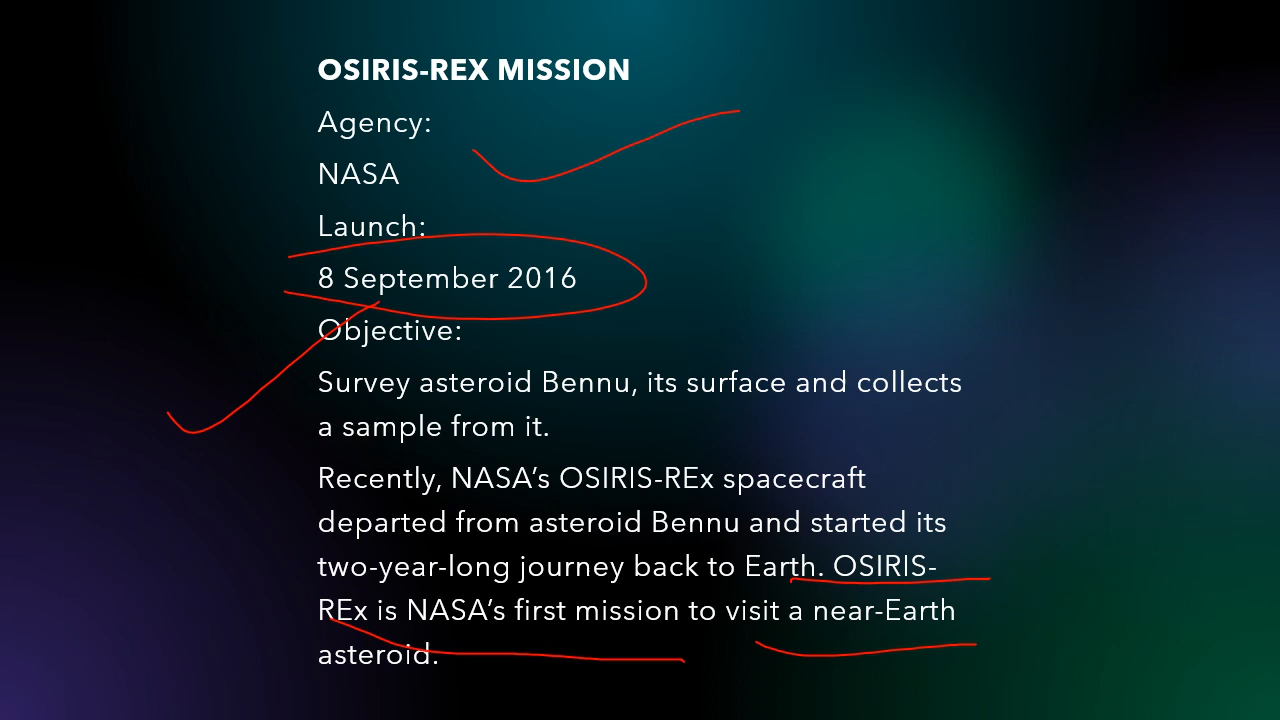 OSIRIS-REX MISSION
Agency:
NASA
Launch:
8 September 2016
Objective:
Survey asteroid Bennu, its surface and collects
a sample from it.
Recently, NASA’s OSIRIS-REx spacecraft
departed from asteroid Bennu and started its
two-year-long journey back to Earth. OSIRIS-
REx is NASA’s first mission to visit a near-Earth
asteroid.